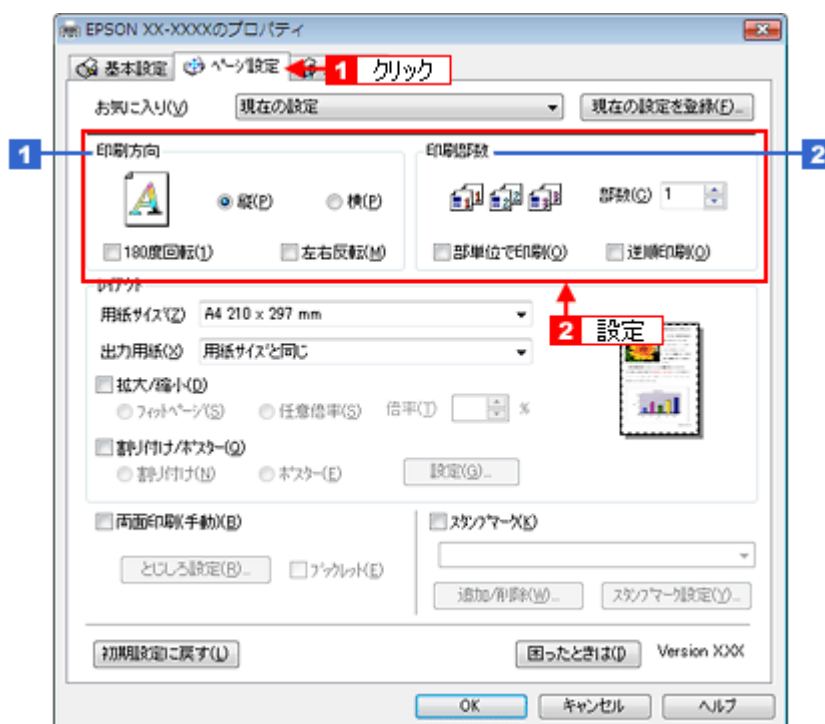 EPSON XX-XXXXのプロパティ
基本設定 ページ設定
1 クリック
お気に入り(V) 現在の設定 現在の設定を登録(F)...
1 印刷方向 印刷部数 2
縦(P) 横(R) 部数(C) 1
180度回転(1) 左右反転(M) 部単位で印刷(O) 逆順印刷(O)
レイアウト
2 設定
用紙サイズ(Z) A4 210 x 297 mm
出力用紙(X) 用紙サイズと同じ
拡大/縮小(D)
フィットページ(S) 任意倍率(S) 倍率(T) %
割り付け/ポスター(Q)
割り付け(N) ポスター(E) 設定(G)...
両面印刷(手動)(B) スタンプマーク(K)
とじしろ設定(R)... ブックレット(E)
追加/削除(W)... スタンプマーク設定(Y)...
初期設定に戻す(L) 困ったときは(I) Version XXX
OK キャンセル ヘルプ